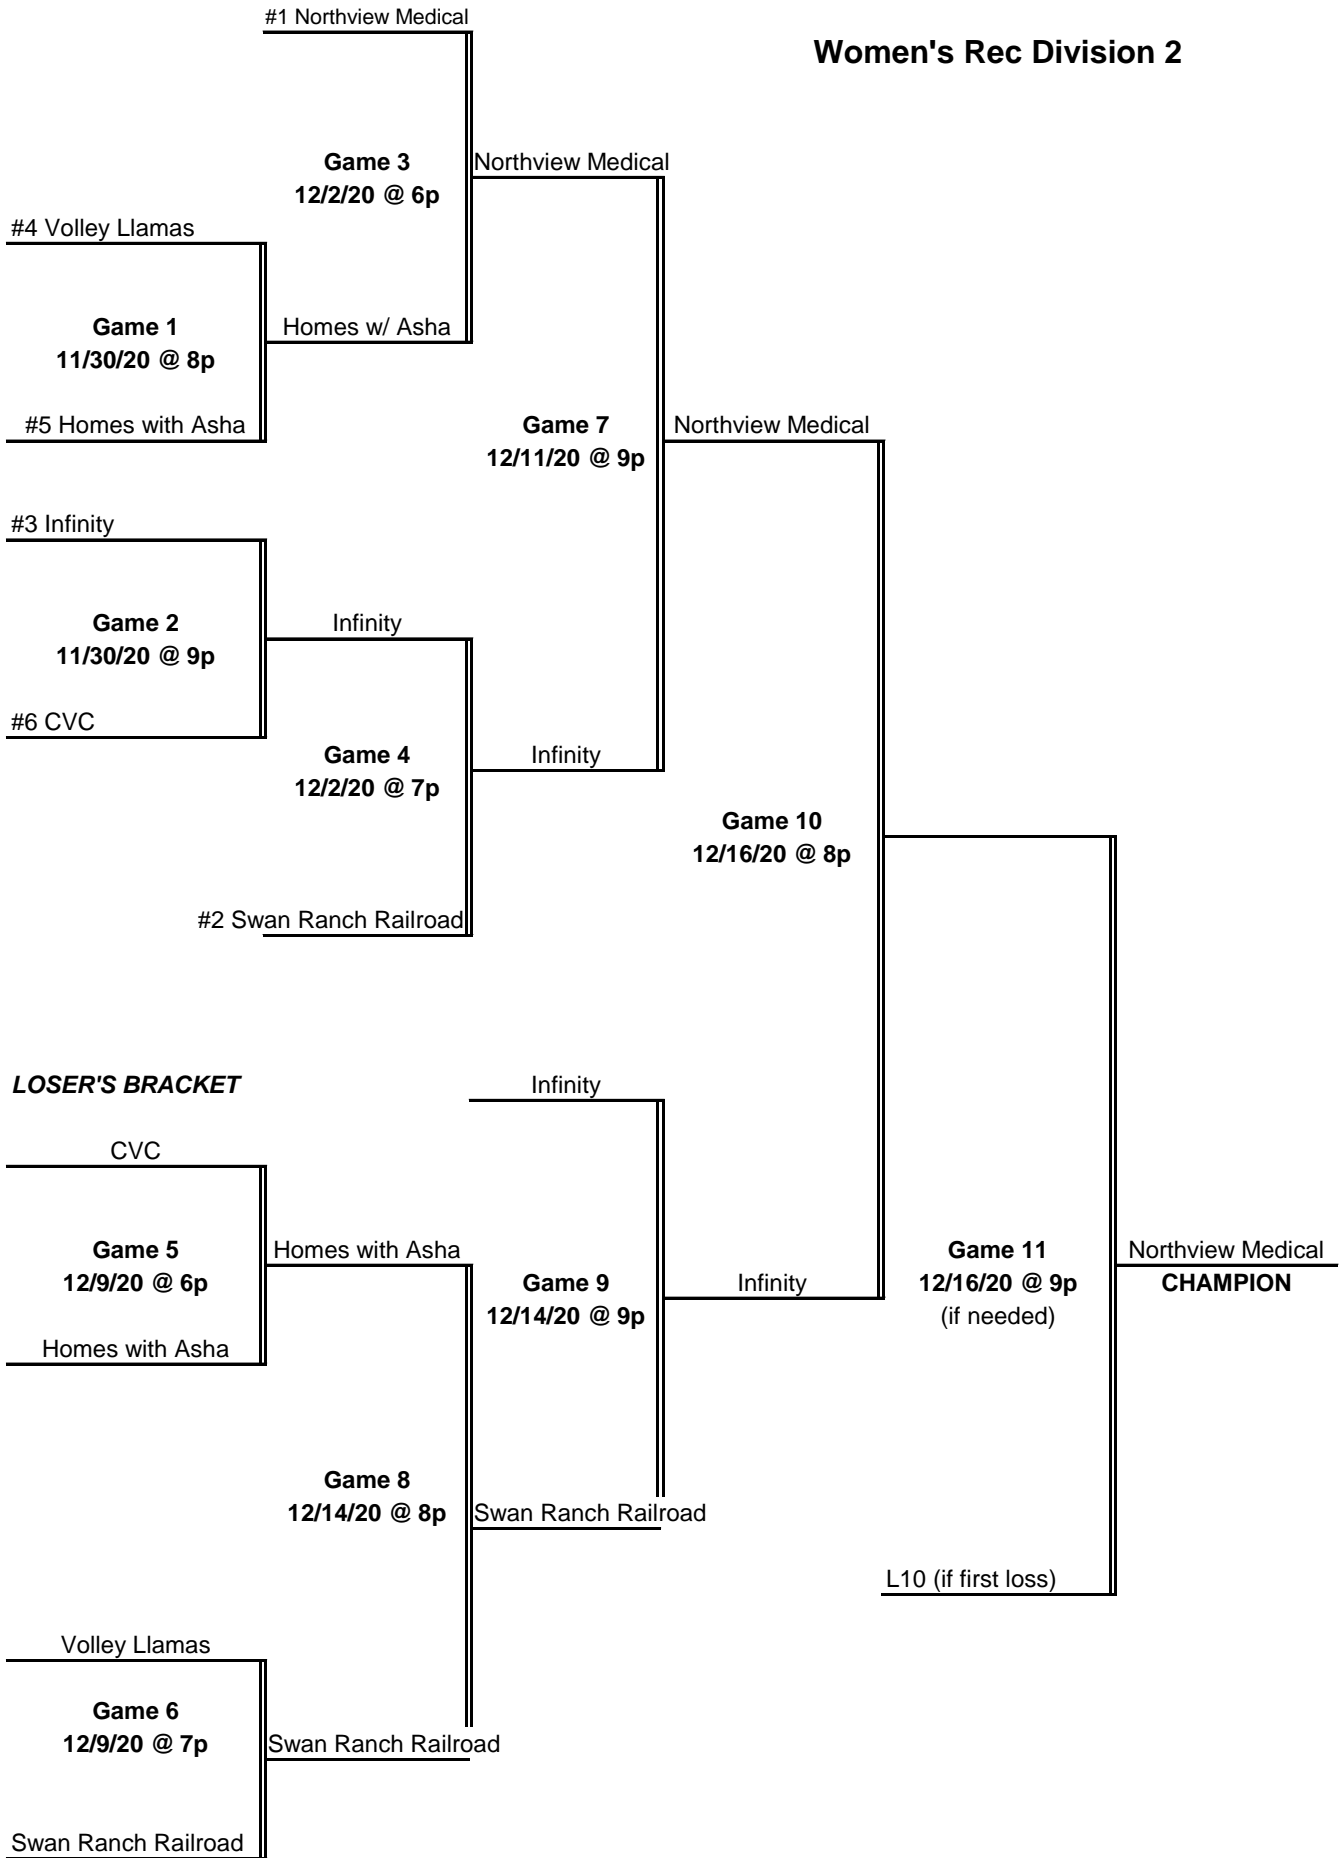 #1 Northview Medical
Women's Rec Division 2
Game 3
12/2/20 @ 6p
Northview Medical
#4 Volley Llamas
Game 1
11/30/20 @ 8p
Homes w/ Asha
#5 Homes with Asha
Game 7
12/11/20 @ 9p
Northview Medical
#3 Infinity
Game 2
11/30/20 @ 9p
Infinity
#6 CVC
Game 4
12/2/20 @ 7p
Infinity
Game 10
12/16/20 @ 8p
#2 Swan Ranch Railroad
LOSER'S BRACKET
Infinity
CVC
Game 5
12/9/20 @ 6p
Homes with Asha
Game 9
12/14/20 @ 9p
Infinity
Game 11
12/16/20 @ 9p
(if needed)
Northview Medical
CHAMPION
Homes with Asha
Game 8
12/14/20 @ 8p
Swan Ranch Railroad
L10 (if first loss)
Volley Llamas
Game 6
12/9/20 @ 7p
Swan Ranch Railroad
Swan Ranch Railroad